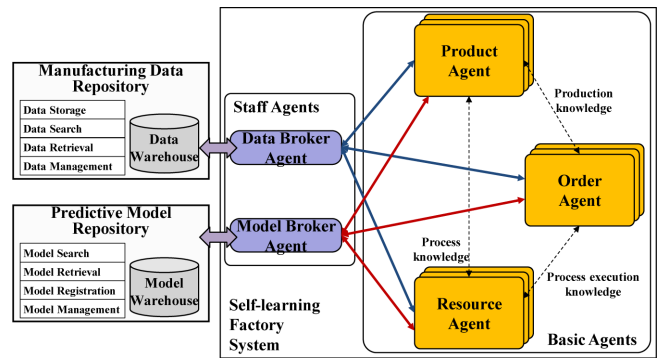 Manufacturing Data
Repository
Data Storage
Data Search
Data Retrieval
Data Management
Data
Warehouse
Predictive Model
Repository
Model Search
Model Retrieval
Model Registration
Model Management
Model
Warehouse
Staff Agents
Data Broker
Agent
Model Broker
Agent
Self-learning
Factory
System
Product
Agent
Production
knowledge
Order
Agent
Process
knowledge
Process execution
knowledge
Resource
Agent
Basic Agents